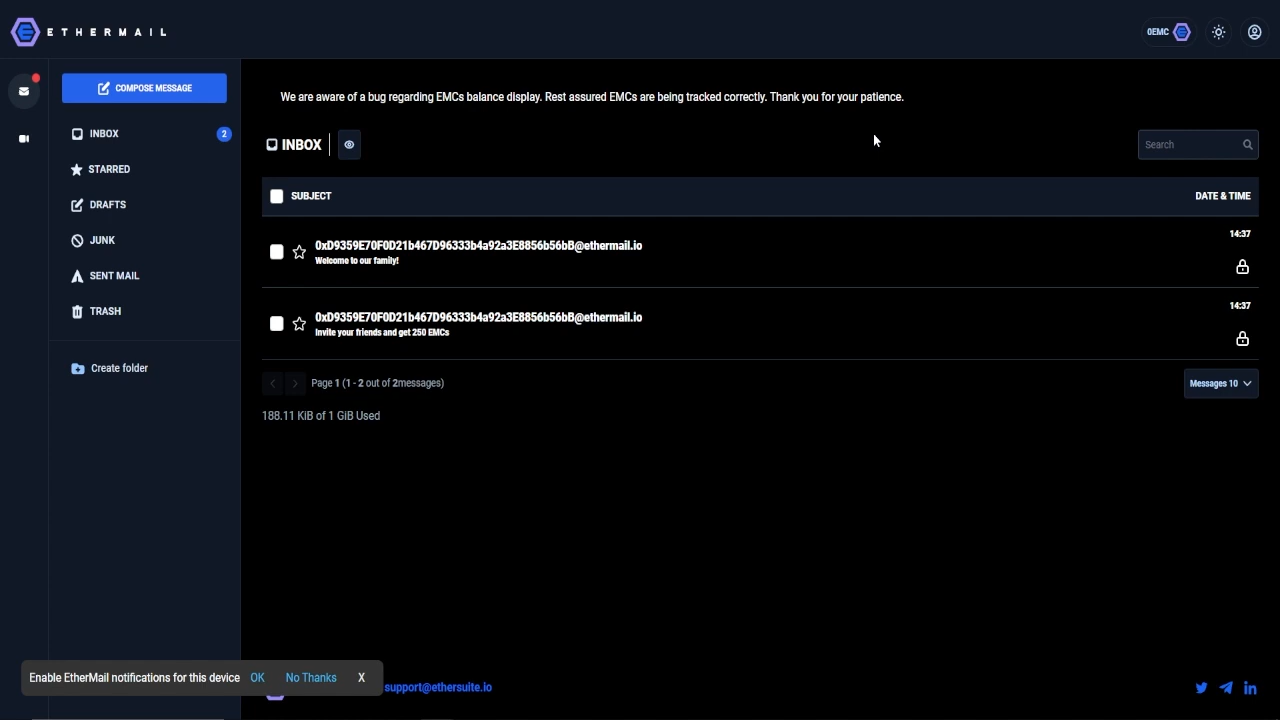 ETHERMAIL
0EMC
COMPOSE MESSAGE
We are aware of a bug regarding EMCs balance display. Rest assured EMCs are being tracked correctly. Thank you for your patience.
INBOX 2
STARRED
DRAFTS
JUNK
SENT MAIL
TRASH
Create folder
INBOX
Search
SUBJECT
DATE & TIME
0xD9359E70F0D21b467D96333b4a92a3E8856b56bB@ethermail.io
Welcome to our family!
14:37
0xD9359E70F0D21b467D96333b4a92a3E8856b56bB@ethermail.io
Invite your friends and get 250 EMCs
14:37
Page 1 (1 - 2 out of 2messages)
Messages 10
188.11 KiB of 1 GiB Used
Enable EtherMail notifications for this device OK No Thanks X
support@ethersuite.io